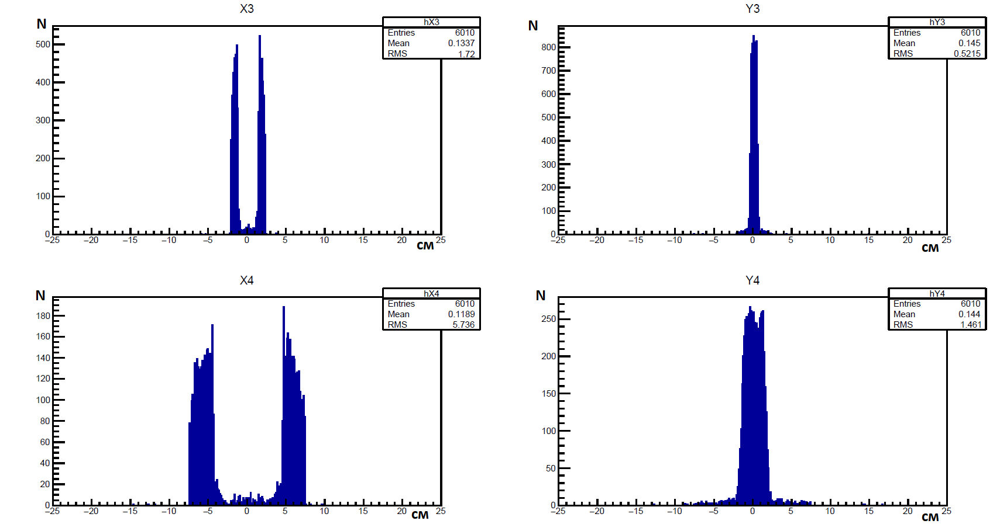 X3
N
hX3
Entries 6010
Mean 0.1337
RMS 1.72
500
400
300
200
100
0
−25 −20 −15 −10 −5 0 5 10 15 20 25
см
Y3
N
hY3
Entries 6010
Mean 0.145
RMS 0.5215
800
700
600
500
400
300
200
100
0
−25 −20 −15 −10 −5 0 5 10 15 20 25
см
X4
N
hX4
Entries 6010
Mean 0.1189
RMS 5.736
180
160
140
120
100
80
60
40
20
0
−25 −20 −15 −10 −5 0 5 10 15 20 25
см
Y4
N
hY4
Entries 6010
Mean 0.144
RMS 1.461
250
200
150
100
50
0
−25 −20 −15 −10 −5 0 5 10 15 20 25
см